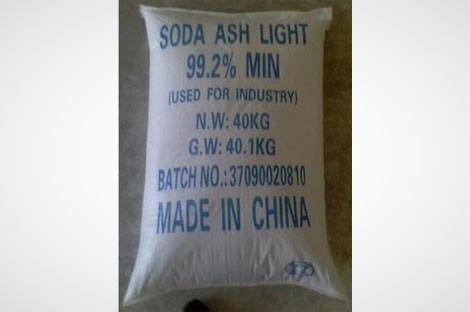 SODA ASH LIGHT
99.2% MIN
(USED FOR INDUSTRY)
N.W: 40KG
G.W: 40.1KG
BATCH NO.: 37090020810
MADE IN CHINA